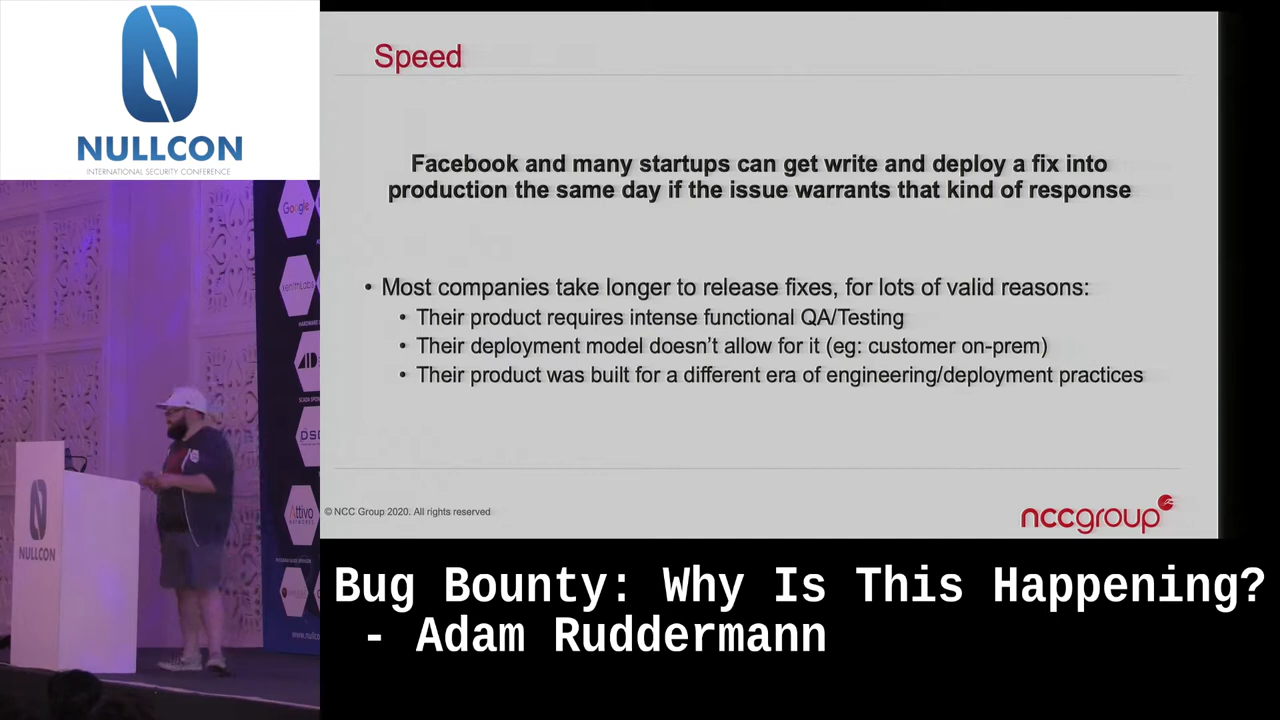 NULLCON
INTERNATIONAL SECURITY CONFERENCE
Speed
Facebook and many startups can get write and deploy a fix into
production the same day if the issue warrants that kind of response
• Most companies take longer to release fixes, for lots of valid reasons:
• Their product requires intense functional QA/Testing
• Their deployment model doesn't allow for it (eg: customer on-prem)
• Their product was built for a different era of engineering/deployment practices
© NCC Group 2020. All rights reserved
nccgroup
Google
Attivo
NULLCON
Bug Bounty: Why Is This Happening?
- Adam Ruddermann